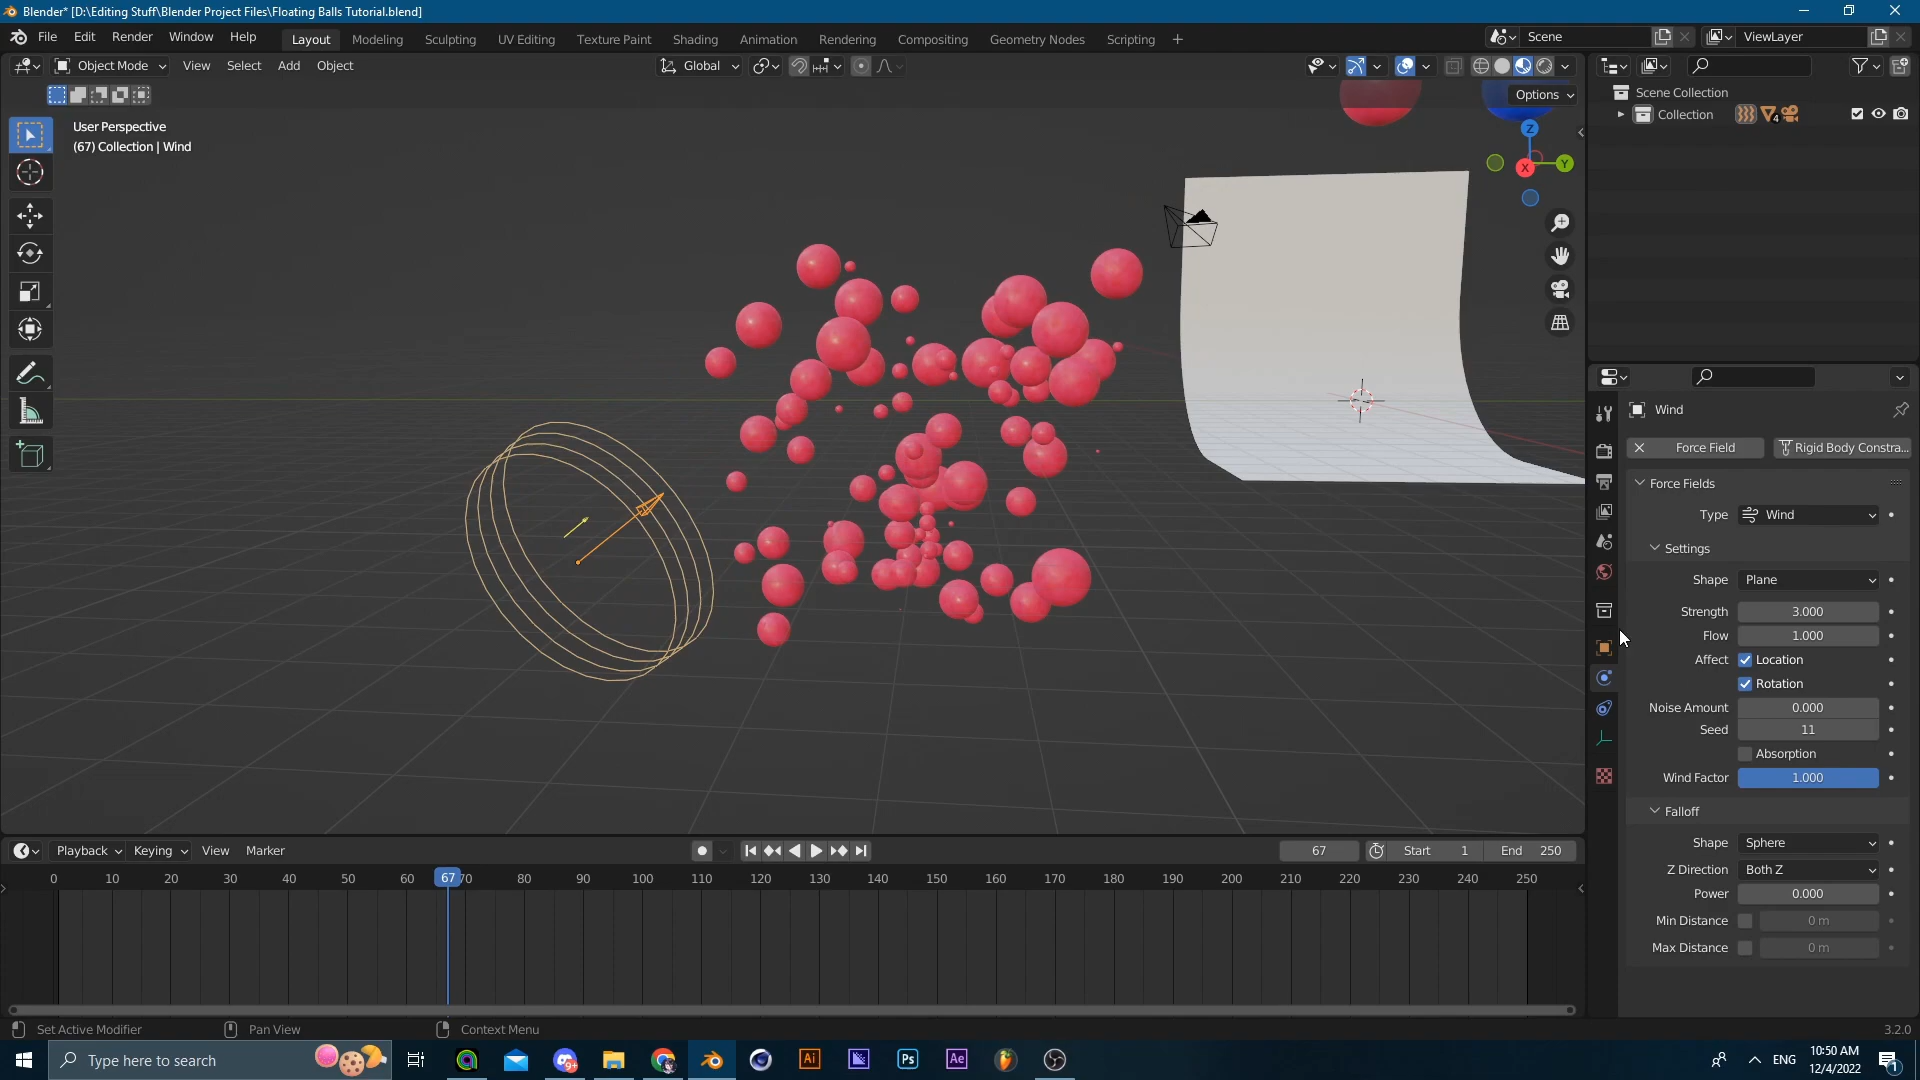 Blender* [D:\Editing Stuff\Blender Project Files\Floating Balls Tutorial.blend]
File Edit Render Window Help Layout Modeling Sculpting UV Editing Texture Paint Shading Animation Rendering Compositing Geometry Nodes Scripting + Scene ViewLayer
Object Mode View Select Add Object Global
Options
User Perspective
(67) Collection | Wind
Z
Y
X
Scene Collection
Collection 4
Wind
Force Field Rigid Body Constra...
Force Fields
Type Wind
Settings
Shape Plane
Strength 3.000
Flow 1.000
Affect Location
Rotation
Noise Amount 0.000
Seed 11
Absorption
Wind Factor 1.000
Falloff
Shape Sphere
Z Direction Both Z
Power 0.000
Min Distance 0 m
Max Distance 0 m
Playback Keying View Marker 67 Start 1 End 250
0 10 20 30 40 50 60 67 70 80 90 100 110 120 130 140 150 160 170 180 190 200 210 220 230 240 250
Set Active Modifier Pan View Context Menu 3.2.0
Type here to search 9+ Ai Ps Ae ENG 10:50 AM
12/4/2022 1